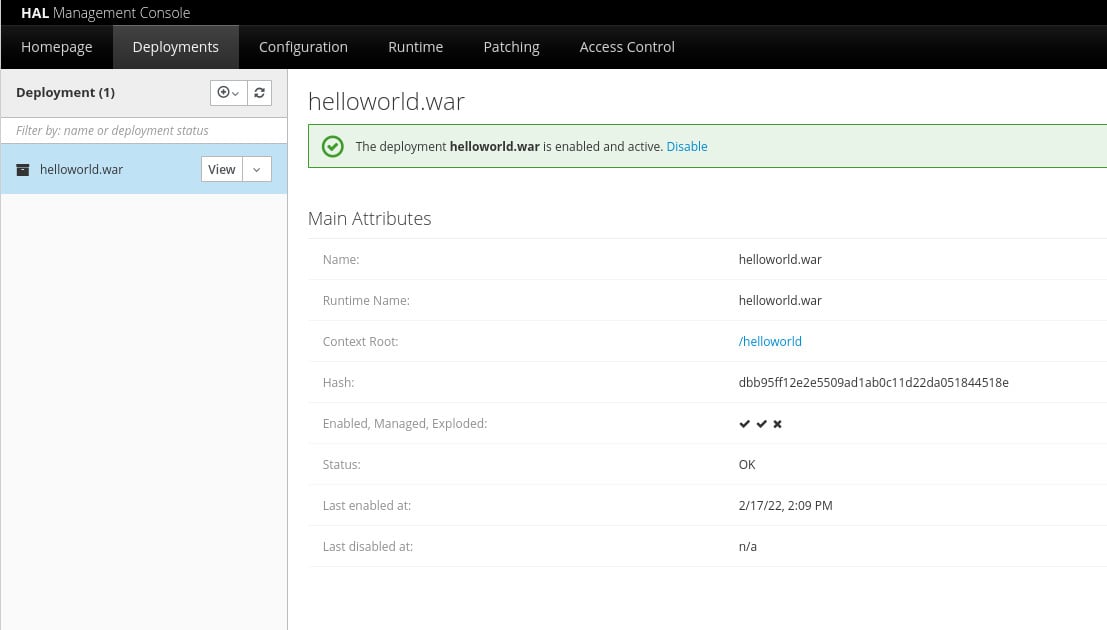 HAL Management Console
Homepage Deployments Configuration Runtime Patching Access Control
Deployment (1)
Filter by: name or deployment status
helloworld.war View
helloworld.war
The deployment helloworld.war is enabled and active. Disable
Main Attributes
Name: helloworld.war
Runtime Name: helloworld.war
Context Root: /helloworld
Hash: dbb95ff12e2e5509ad1ab0c11d22da051844518e
Enabled, Managed, Exploded:
Status: OK
Last enabled at: 2/17/22, 2:09 PM
Last disabled at: n/a